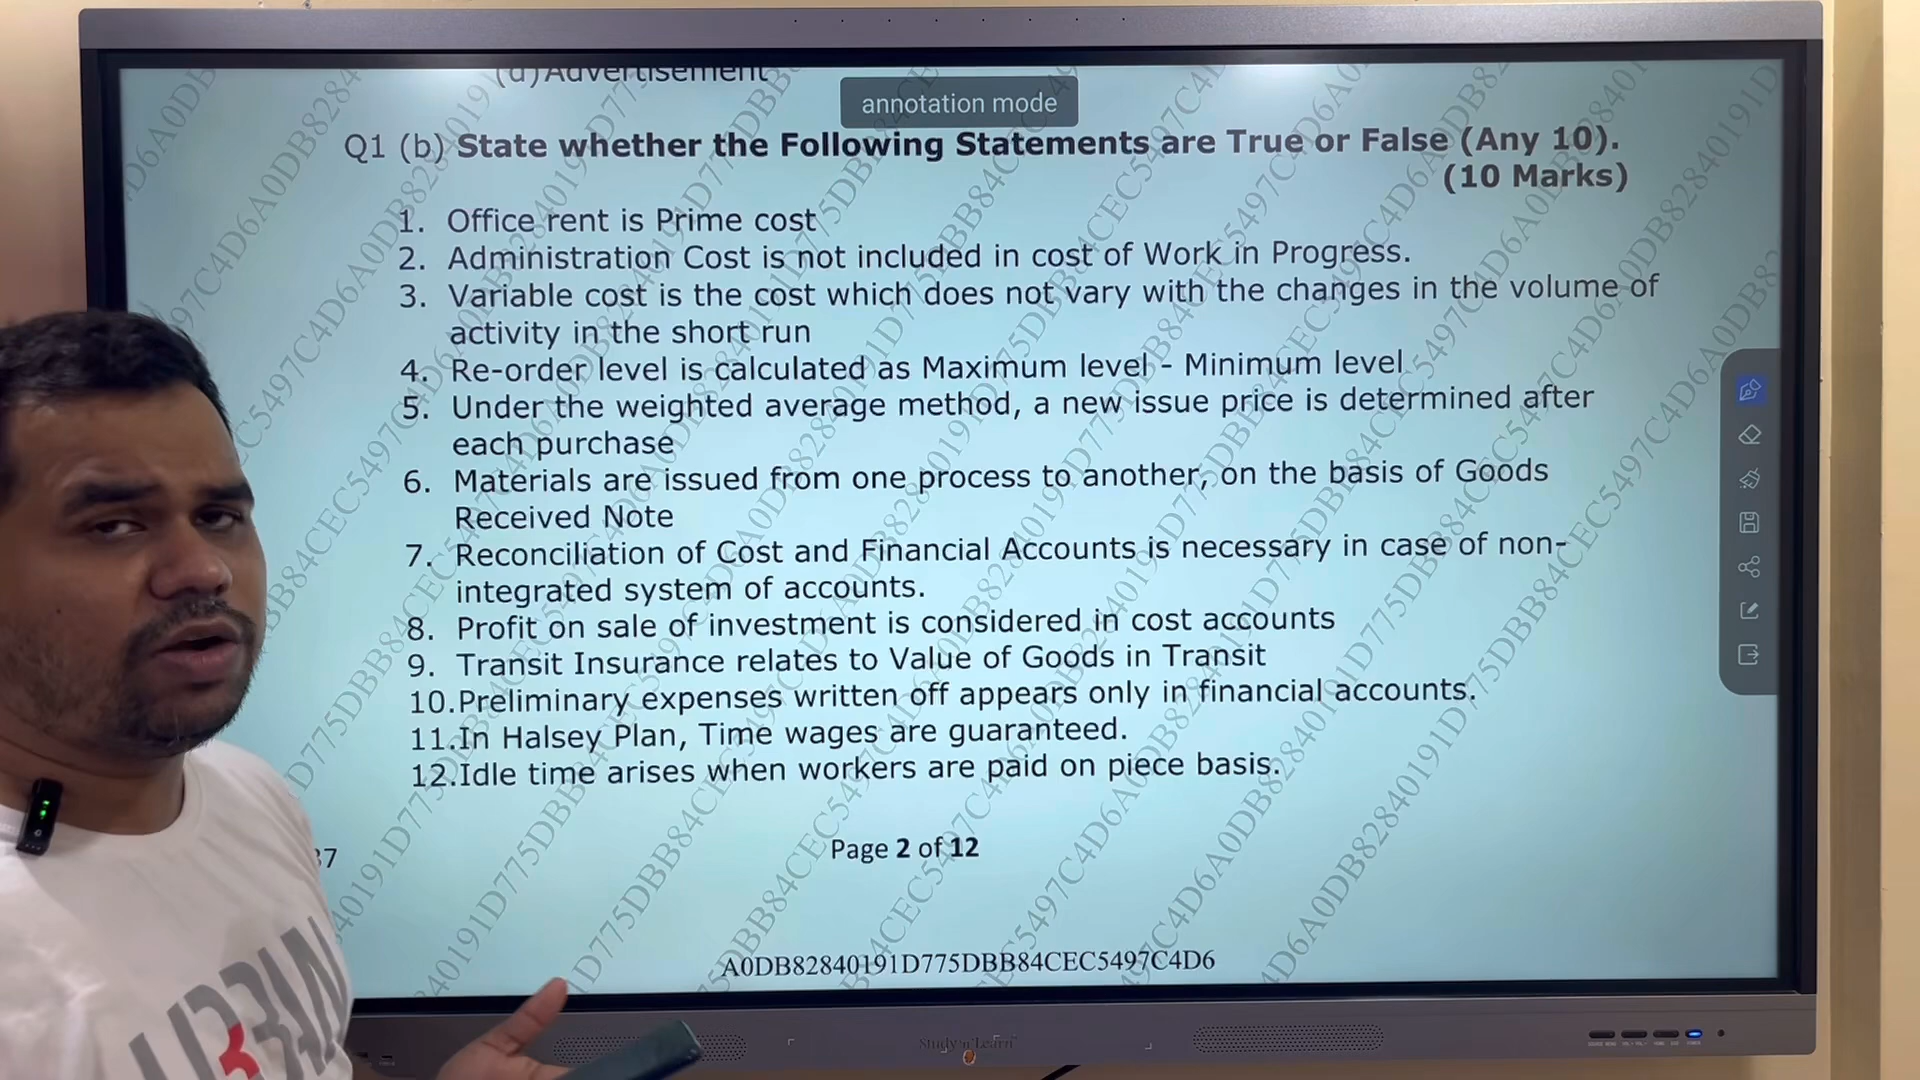 (d)Advertisement
annotation mode
Q1 (b) State whether the Following Statements are True or False (Any 10).
(10 Marks)
1. Office rent is Prime cost
2. Administration Cost is not included in cost of Work in Progress.
3. Variable cost is the cost which does not vary with the changes in the volume of
activity in the short run
4. Re-order level is calculated as Maximum level - Minimum level
5. Under the weighted average method, a new issue price is determined after
each purchase
6. Materials are issued from one process to another, on the basis of Goods
Received Note
7. Reconciliation of Cost and Financial Accounts is necessary in case of non-
integrated system of accounts.
8. Profit on sale of investment is considered in cost accounts
9. Transit Insurance relates to Value of Goods in Transit
10.Preliminary expenses written off appears only in financial accounts.
11.In Halsey Plan, Time wages are guaranteed.
12.Idle time arises when workers are paid on piece basis.
37
Page 2 of 12
A0DB82840191D775DBB84CEC5497C4D6
Study n Learn